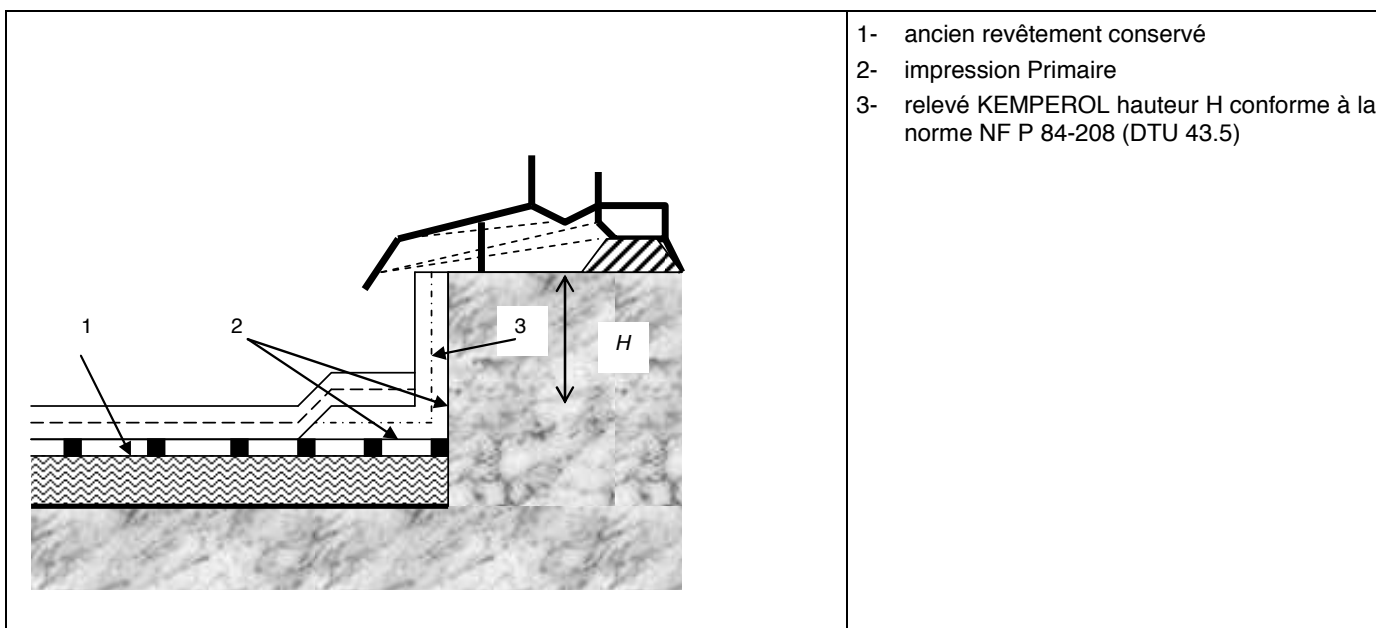 1- ancien revêtement conservé
2- impression Primaire
3- relevé KEMPEROL hauteur H conforme à la
norme NF P 84-208 (DTU 43.5)
1
2
3
H